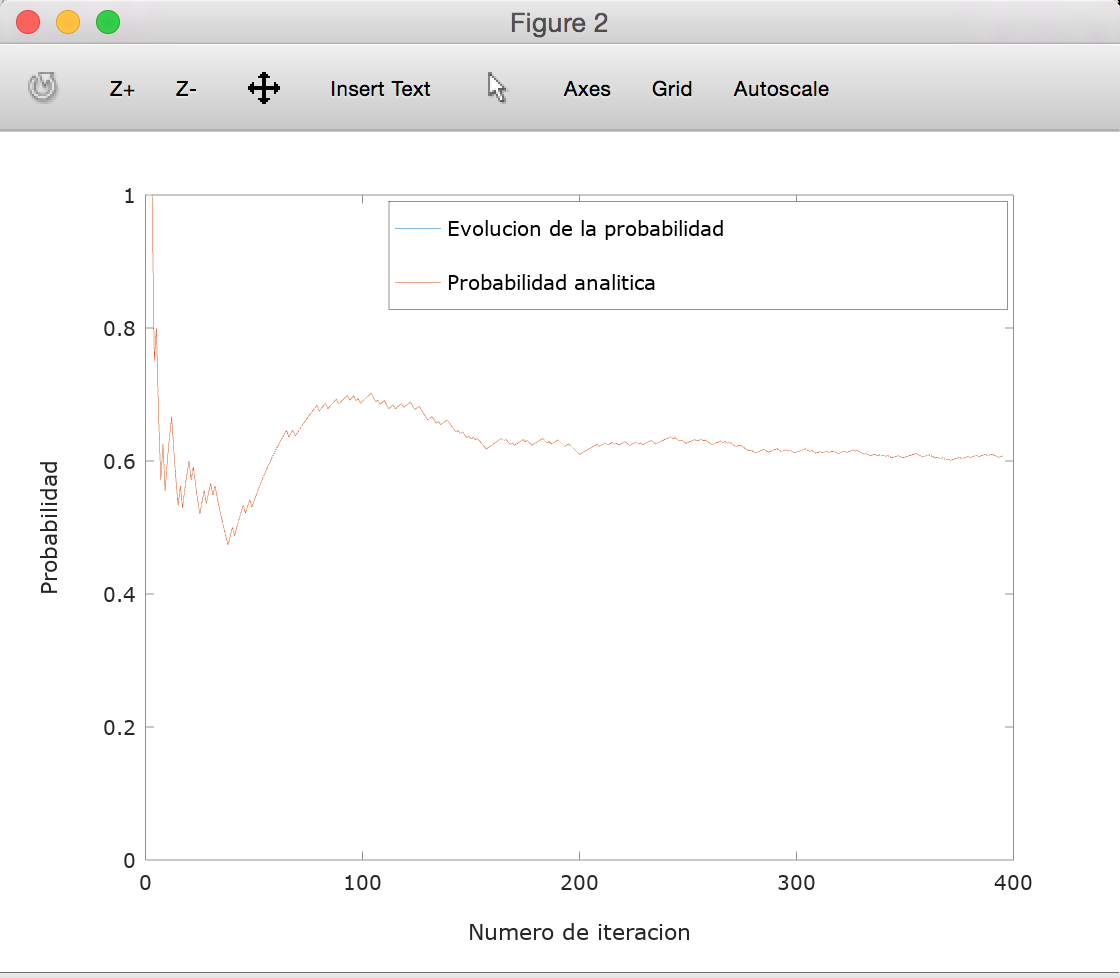 Figure 2
Z+ Z- Insert Text Axes Grid Autoscale
1
Evolucion de la probabilidad
Probabilidad analitica
0.8
0.6
0.4
0.2
0
Probabilidad
0 100 200 300 400
Numero de iteracion